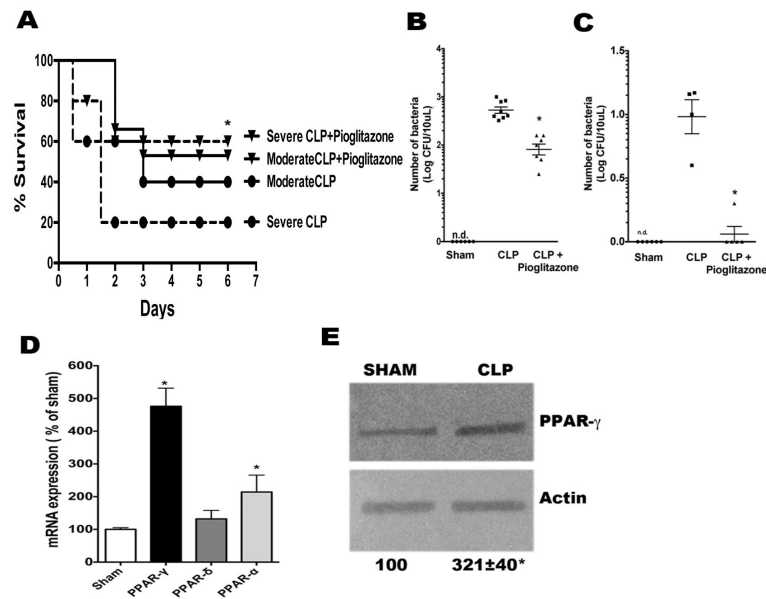 A
% Survival
100
80
60
40
20
0
0 1 2 3 4 5 6 7
Days
*
Severe CLP+Pioglitazone
ModerateCLP+Pioglitazone
ModerateCLP
Severe CLP
B
Number of bacteria
(Log CFU/10uL)
4
3
2
1
0
n.d.
*
Sham CLP CLP +
Pioglitazone
C
Number of bacteria
(Log CFU/10uL)
1.5
1.0
0.5
0.0
n.d.
*
Sham CLP CLP +
Pioglitazone
D
mRNA expression ( % of sham)
600
500
400
300
200
100
0
*
*
Sham
PPAR-γ
PPAR-δ
PPAR-α
E
SHAM CLP
PPAR-γ
Actin
100 321±40*